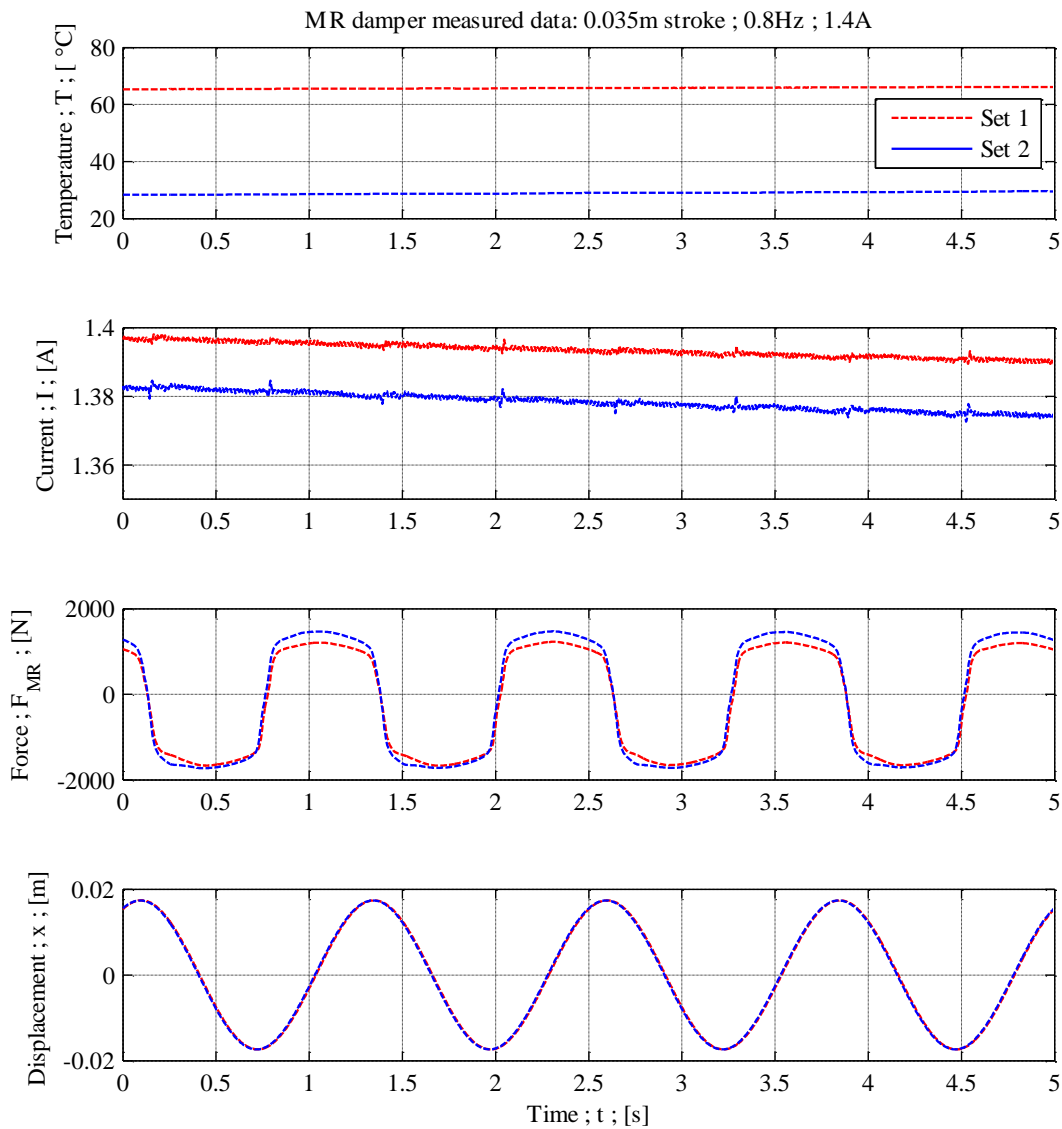 MR damper measured data: 0.035m stroke ; 0.8Hz ; 1.4A
Temperature ; T ; [ °C]
80
60
40
20
Set 1
Set 2
0 0.5 1 1.5 2 2.5 3 3.5 4 4.5 5
Current ; I ; [A]
1.4
1.38
1.36
0 0.5 1 1.5 2 2.5 3 3.5 4 4.5 5
Force ; F_MR ; [N]
2000
0
-2000
0 0.5 1 1.5 2 2.5 3 3.5 4 4.5 5
Displacement ; x ; [m]
0.02
0
-0.02
0 0.5 1 1.5 2 2.5 3 3.5 4 4.5 5
Time ; t ; [s]